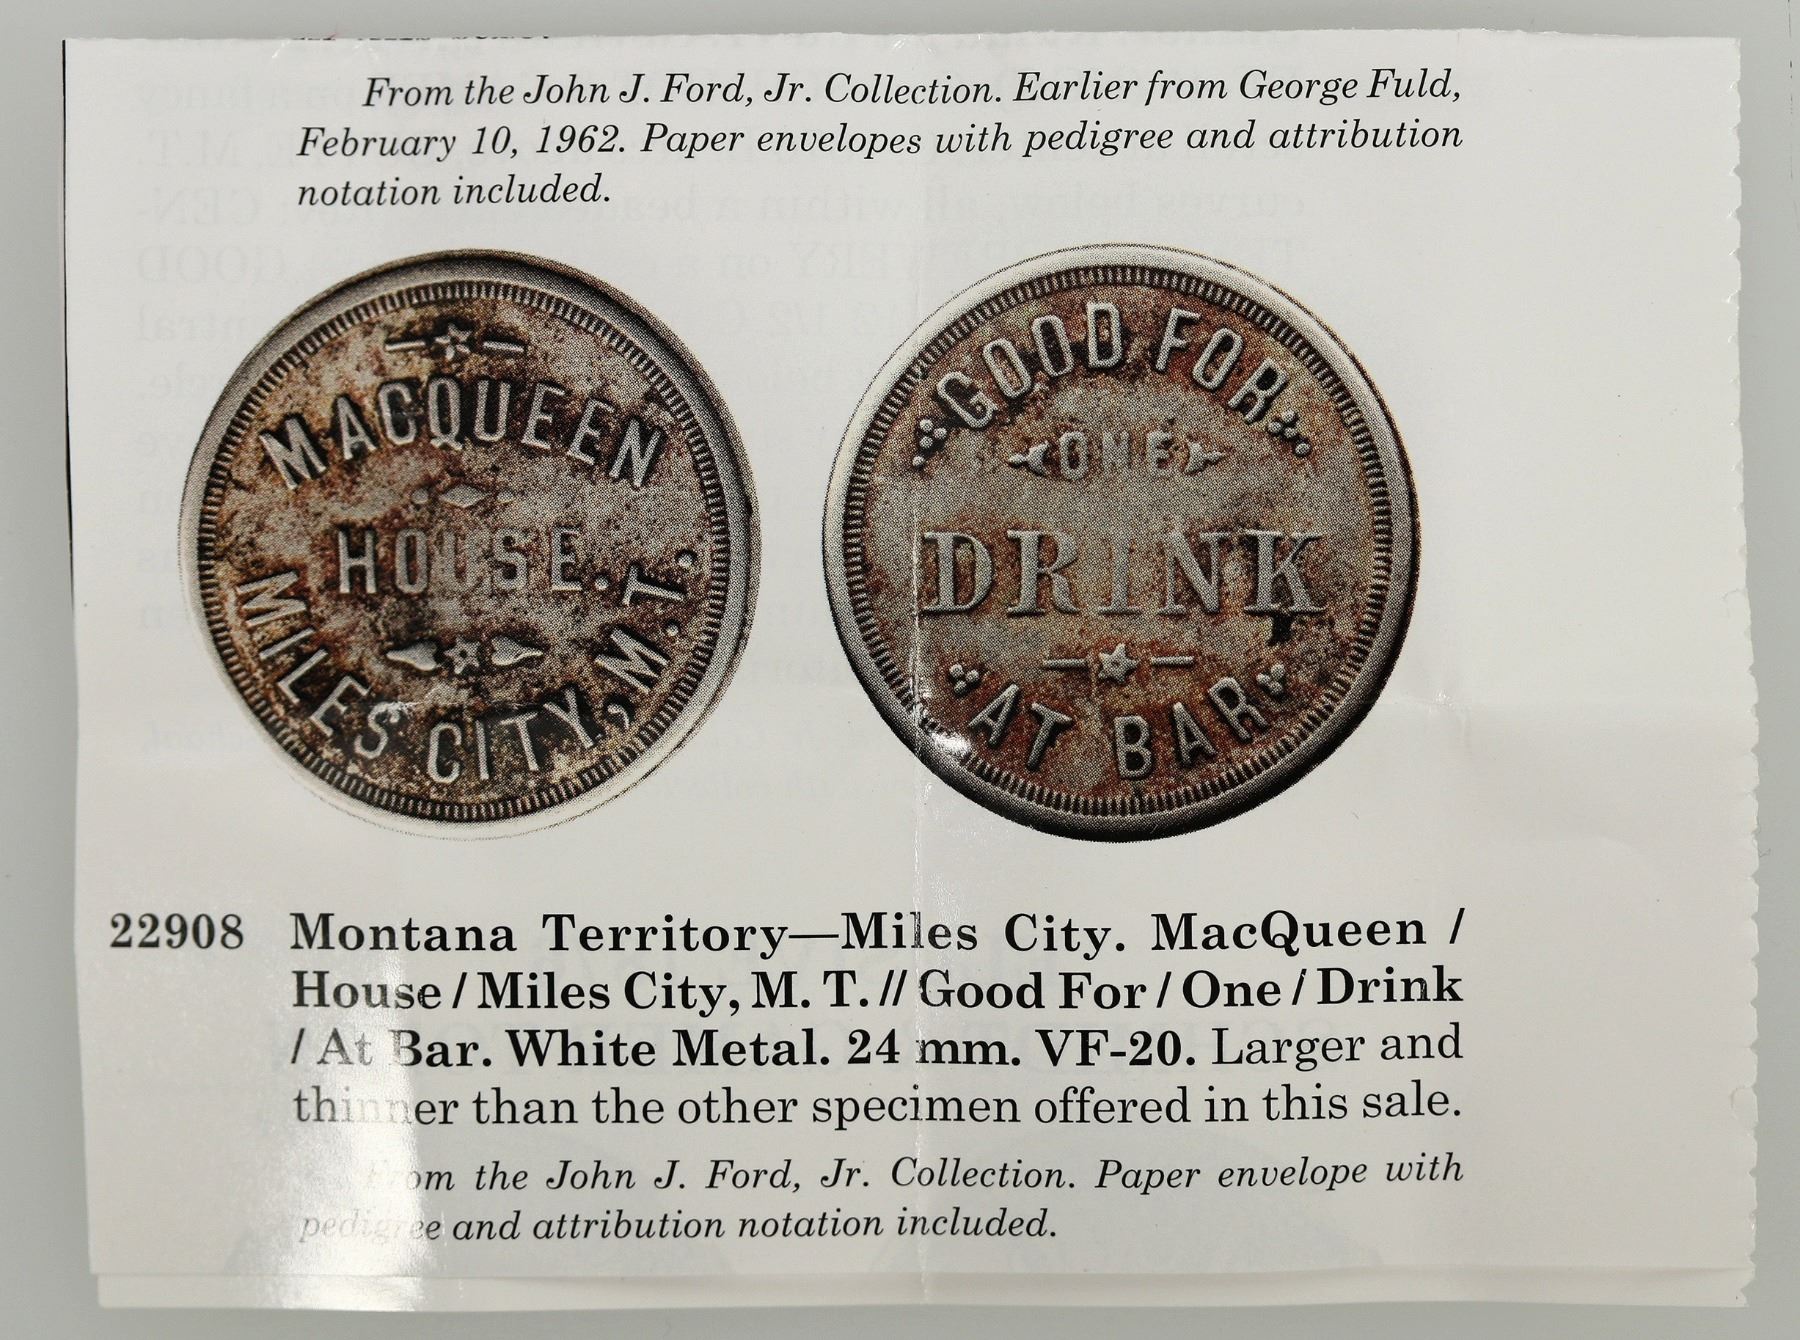 From the John J. Ford, Jr. Collection. Earlier from George Fuld,
February 10, 1962. Paper envelopes with pedigree and attribution
notation included.
MACQUEEN
HOUSE.
MILES CITY, M.T.
GOOD FOR
ONE
DRINK
AT BAR
22908 Montana Territory—Miles City. MacQueen /
House / Miles City, M. T. // Good For / One / Drink
/ At Bar. White Metal. 24 mm. VF-20. Larger and
thinner than the other specimen offered in this sale.
From the John J. Ford, Jr. Collection. Paper envelope with
pedigree and attribution notation included.